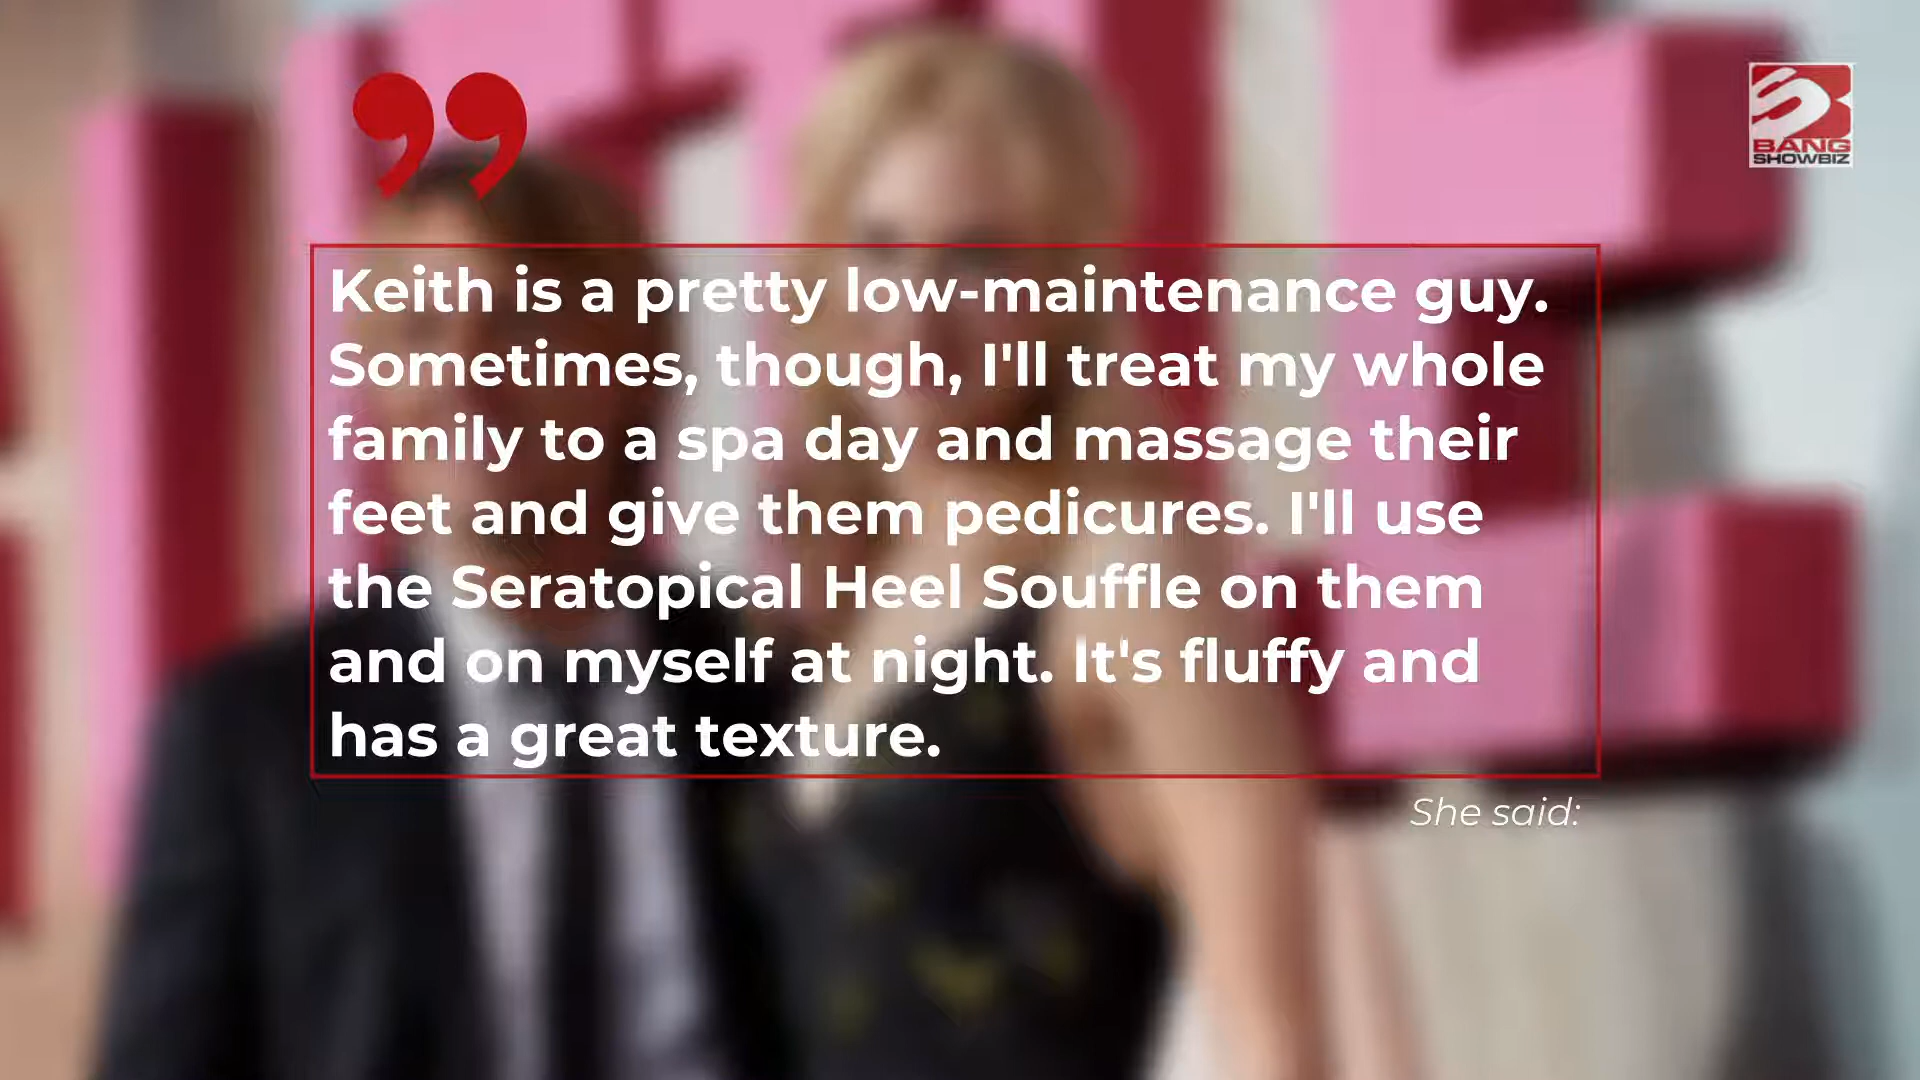 ”
BANG
SHOWBIZ
Keith is a pretty low-maintenance guy.
Sometimes, though, I'll treat my whole
family to a spa day and massage their
feet and give them pedicures. I'll use
the Seratopical Heel Souffle on them
and on myself at night. It's fluffy and
has a great texture.
She said: